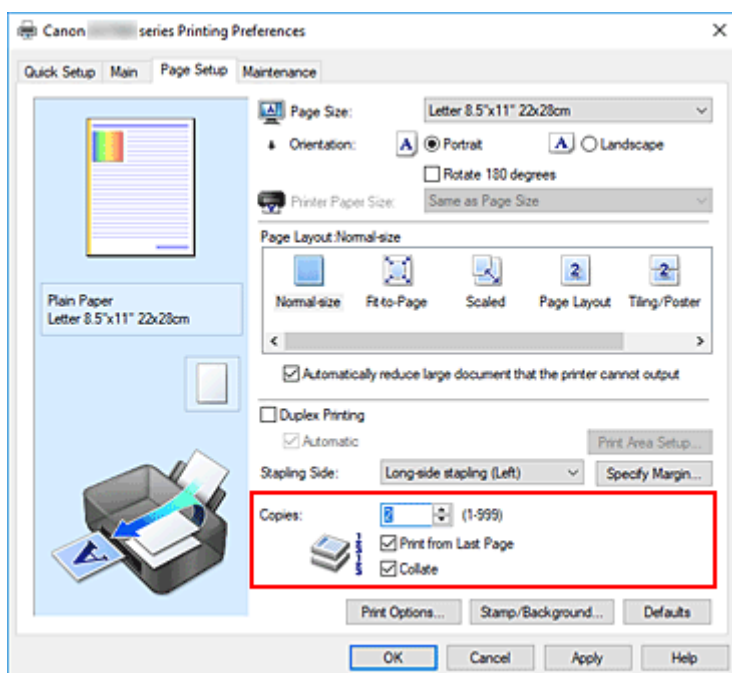 Canon series Printing Preferences
Quick Setup Main Page Setup Maintenance
Page Size: Letter 8.5"x11" 22x28cm
Orientation: A Portrait A Landscape
Rotate 180 degrees
Printer Paper Size: Same as Page Size
Page Layout:Normal-size
2 2
Normal-size Fit-to-Page Scaled Page Layout Tiling/Poster
Plain Paper
Letter 8.5"x11" 22x28cm
Automatically reduce large document that the printer cannot output
Duplex Printing
Automatic Print Area Setup...
Stapling Side: Long-side stapling (Left) Specify Margin...
Copies: 2 (1-999)
Print from Last Page
Collate
A
Print Options... Stamp/Background... Defaults
OK Cancel Apply Help